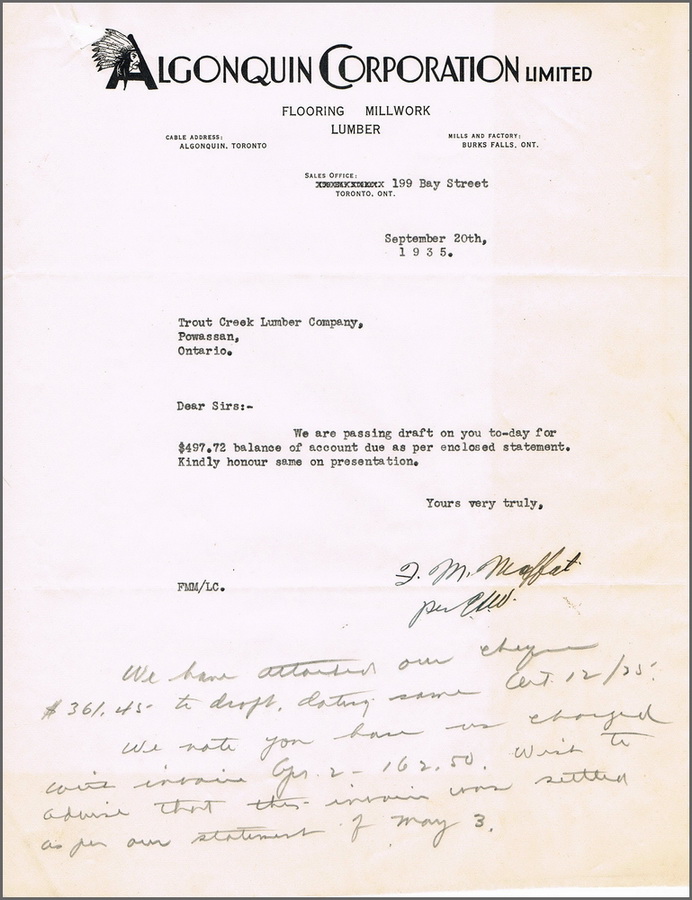 ALGONQUIN CORPORATION LIMITED
FLOORING MILLWORK
LUMBER
CABLE ADDRESS:
ALGONQUIN, TORONTO
MILLS AND FACTORY:
BURKS FALLS, ONT.
SALES OFFICE:
199 Bay Street
TORONTO, ONT.
September 20th,
1935.
Trout Creek Lumber Company,
Powassan,
Ontario.
Dear Sirs:-
We are passing draft on you to-day for
$497.72 balance of account due as per enclosed statement.
Kindly honour same on presentation.
Yours very truly,
F. M. Moffat
FMM/LC.
per
We have attached our cheque
$361.45 to draft, dating same Oct. 12/35.
We note you have us charged
with invoice Apr. 2 - 162.50. Wish to
advise that this invoice was settled
as per our statement of May 3.